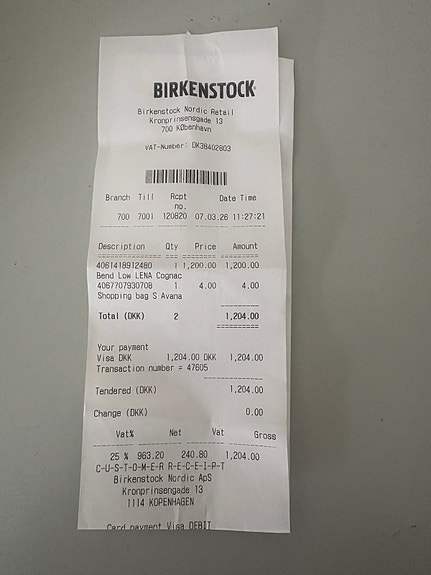 BIRKENSTOCK
Birkenstock Nordic Retail
Kronprinsensgade 13
700 København
VAT-Number: DK38402803
Branch Till Rcpt no. Date Time
700 7001 120820 07.03.26 11:27:21
Description Qty Price Amount
4061418912480 1 1,200.00 1,200.00
Bend Low LENA Cognac
4067707930708 1 4.00 4.00
Shopping bag S Avana
Total (DKK) 2 1,204.00
Your payment
Visa DKK 1,204.00 DKK 1,204.00
Transaction number = 47605
Tendered (DKK) 1,204.00
Change (DKK) 0.00
Vat% Net Vat Gross
25 % 963.20 240.80 1,204.00
C-U-S-T-O-M-E-R R-E-C-E-I-P-T
Birkenstock Nordic ApS
Kronprinsengade 13
1114 KOPENHAGEN
Card payment Visa DEBIT